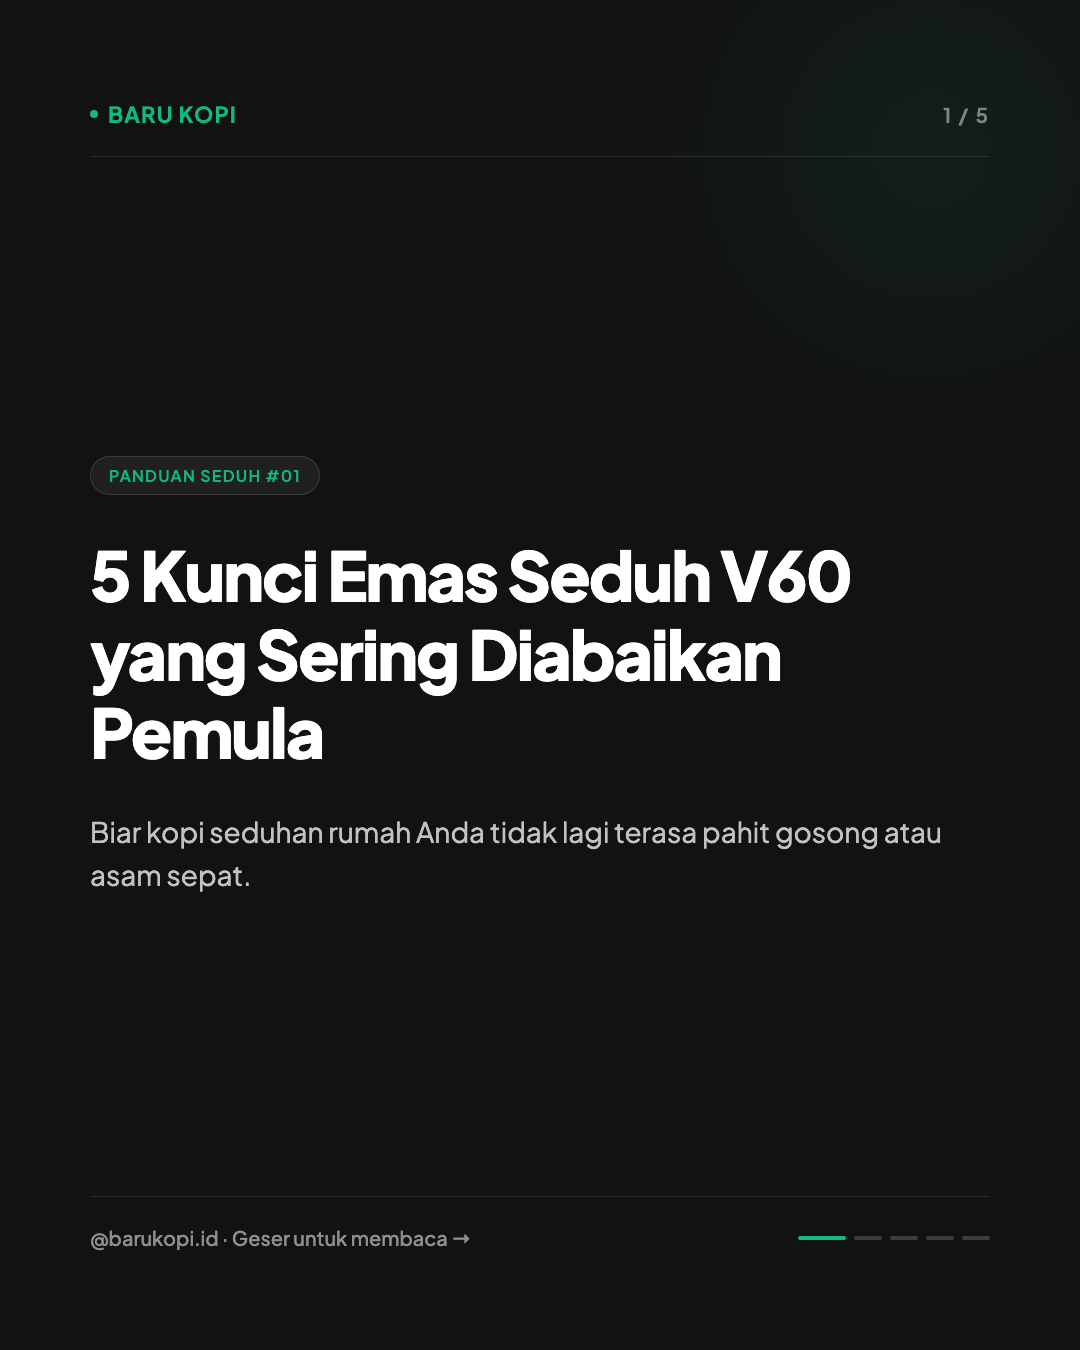 • BARU KOPI
1 / 5
PANDUAN SEDUH #01
5 Kunci Emas Seduh V60
yang Sering Diabaikan
Pemula
Biar kopi seduhan rumah Anda tidak lagi terasa pahit gosong atau
asam sepat.
@barukopi.id · Geser untuk membaca →